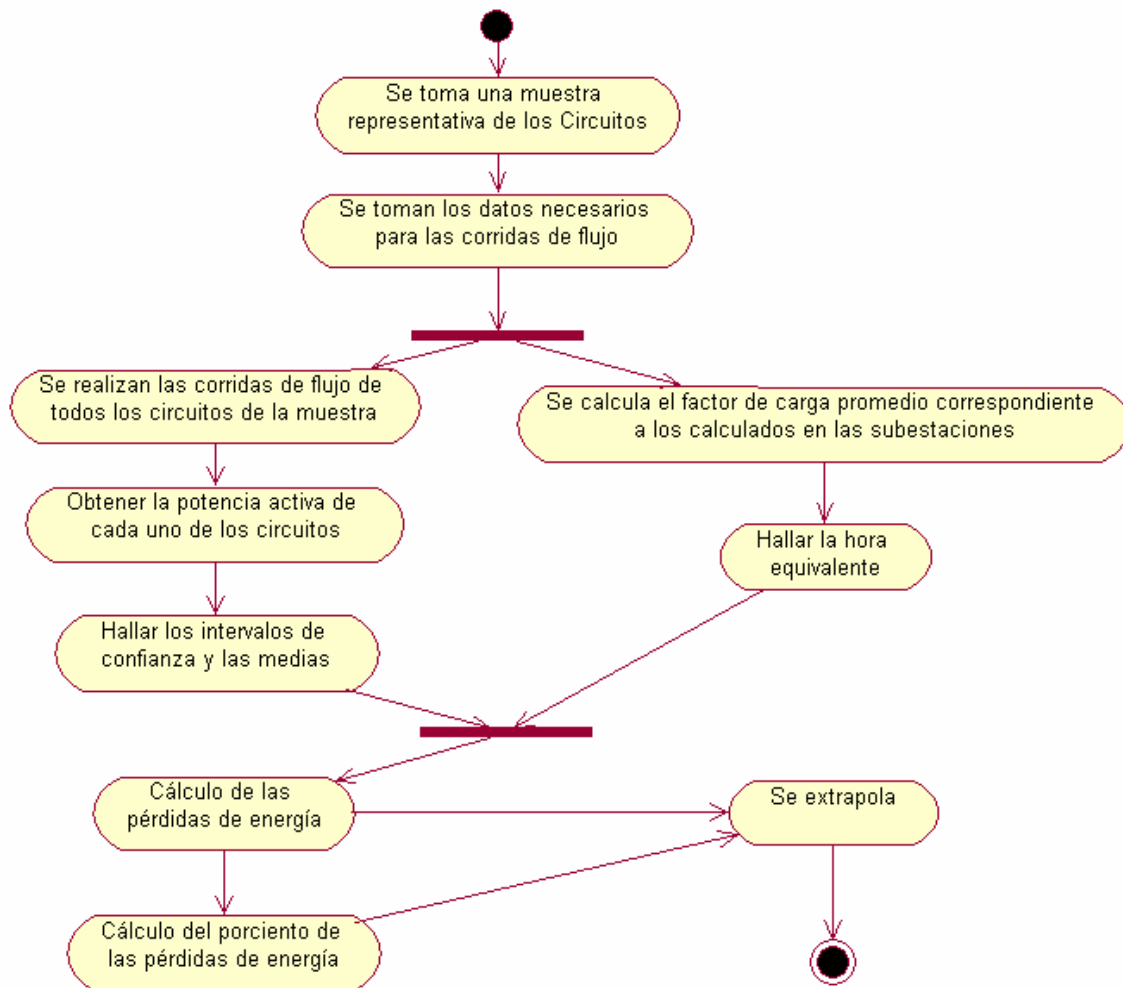 Se toma una muestra
representativa de los Circuitos
Se toman los datos necesarios
para las corridas de flujo
Se realizan las corridas de flujo de
todos los circuitos de la muestra
Se calcula el factor de carga promedio correspondiente
a los calculados en las subestaciones
Obtener la potencia activa de
cada uno de los circuitos
Hallar la hora
equivalente
Hallar los intervalos de
confianza y las medias
Cálculo de las
pérdidas de energía
Se extrapola
Cálculo del porciento de
las pérdidas de energía